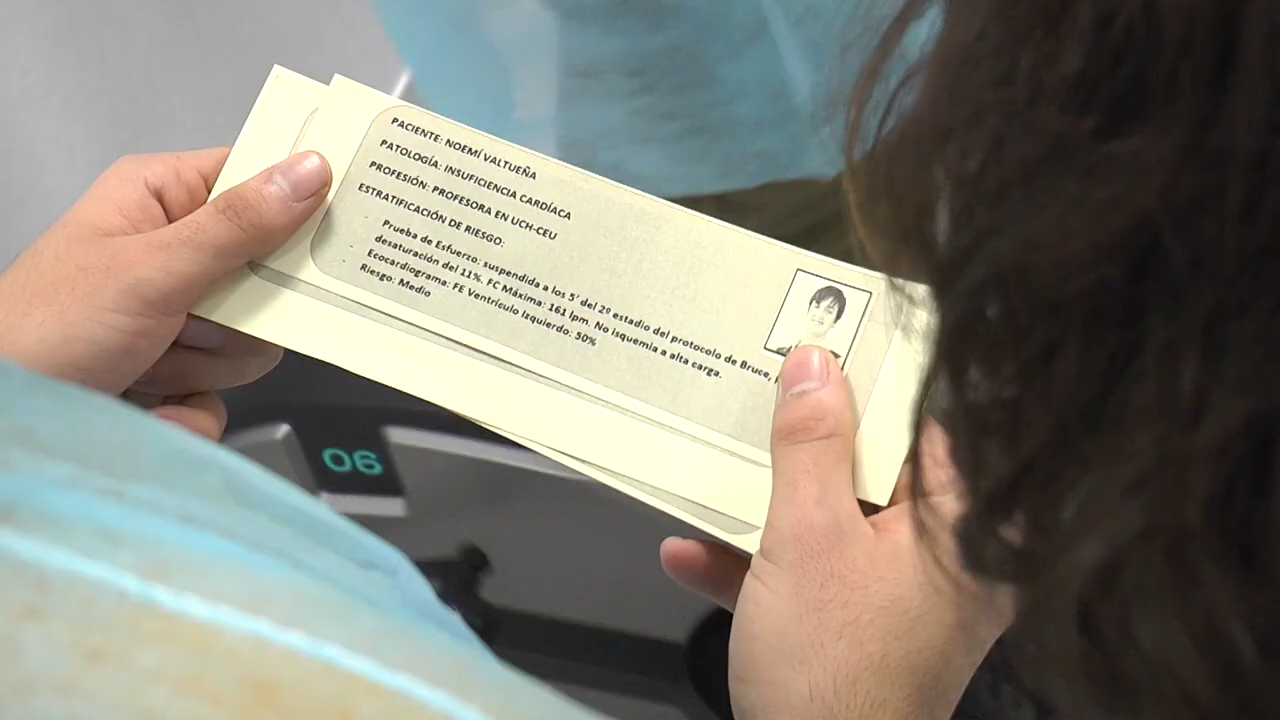 PACIENTE: NOEMÍ VALTUEÑA
PATOLOGÍA: INSUFICIENCIA CARDÍACA
PROFESIÓN: PROFESORA EN UCH-CEU
ESTRATIFICACIÓN DE RIESGO:
Prueba de Esfuerzo: suspendida a los 5' del 2º estadio del protocolo de Bruce,
desaturación del 11%. FC Máxima: 161 lpm. No isquemia a alta carga.
Ecocardiograma: FE Ventrículo Izquierdo: 50%
Riesgo: Medio
06